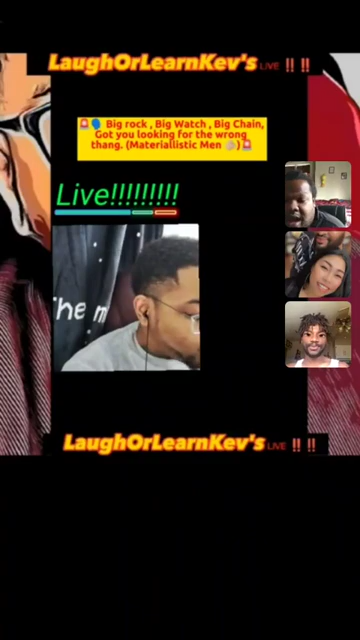 LaughOrLearnKev's LIVE ‼️ ‼️
🚨🗣️ Big rock , Big Watch , Big Chain,
Got you looking for the wrong
thang. (Materiallistic Men 🪨)🚨
Live!!!!!!!!!
The m
LaughOrLearnKev's LIVE ‼️ ‼️